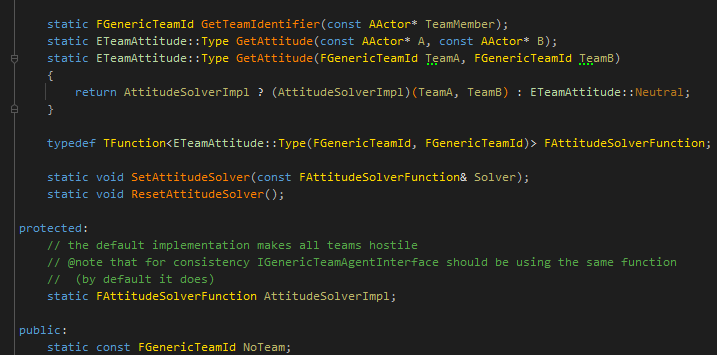 static FGenericTeamId GetTeamIdentifier(const AActor* TeamMember);
static ETeamAttitude::Type GetAttitude(const AActor* A, const AActor* B);
static ETeamAttitude::Type GetAttitude(FGenericTeamId TeamA, FGenericTeamId TeamB)
{
return AttitudeSolverImpl ? (AttitudeSolverImpl)(TeamA, TeamB) : ETeamAttitude::Neutral;
}
typedef TFunction<ETeamAttitude::Type(FGenericTeamId, FGenericTeamId)> FAttitudeSolverFunction;
static void SetAttitudeSolver(const FAttitudeSolverFunction& Solver);
static void ResetAttitudeSolver();
protected:
// the default implementation makes all teams hostile
// @note that for consistency IGenericTeamAgentInterface should be using the same function
//  (by default it does)
static FAttitudeSolverFunction AttitudeSolverImpl;
public:
static const FGenericTeamId NoTeam;